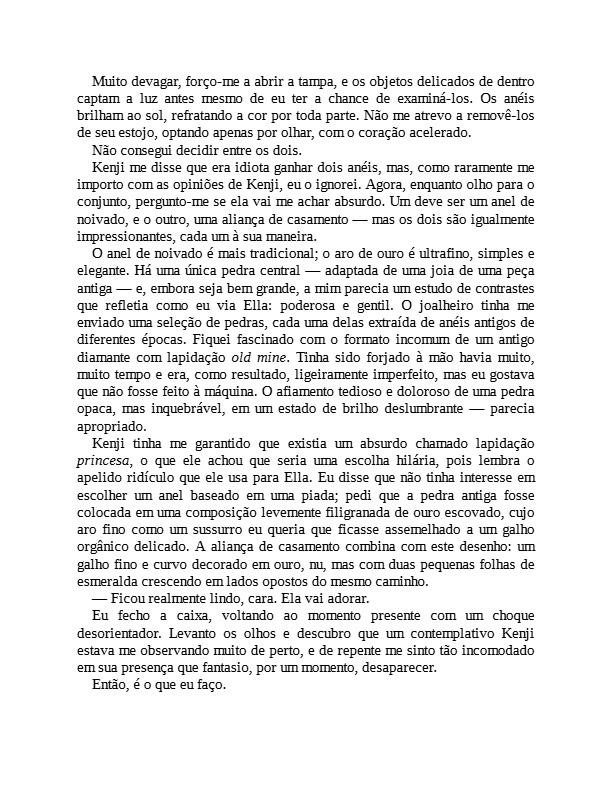 Muito devagar, forço-me a abrir a tampa, e os objetos delicados de dentro
captam a luz antes mesmo de eu ter a chance de examiná-los. Os anéis
brilham ao sol, refratando a cor por toda parte. Não me atrevo a removê-los
de seu estojo, optando apenas por olhar, com o coração acelerado.
Não consegui decidir entre os dois.
Kenji me disse que era idiota ganhar dois anéis, mas, como raramente me
importo com as opiniões de Kenji, eu o ignorei. Agora, enquanto olho para o
conjunto, pergunto-me se ela vai me achar absurdo. Um deve ser um anel de
noivado, e o outro, uma aliança de casamento — mas os dois são igualmente
impressionantes, cada um à sua maneira.
O anel de noivado é mais tradicional; o aro de ouro é ultrafino, simples e
elegante. Há uma única pedra central — adaptada de uma joia de uma peça
antiga — e, embora seja bem grande, a mim parecia um estudo de contrastes
que refletia como eu via Ella: poderosa e gentil. O joalheiro tinha me
enviado uma seleção de pedras, cada uma delas extraída de anéis antigos de
diferentes épocas. Fiquei fascinado com o formato incomum de um antigo
diamante com lapidação old mine. Tinha sido forjado à mão havia muito,
muito tempo e era, como resultado, ligeiramente imperfeito, mas eu gostava
que não fosse feito à máquina. O afiamento tedioso e doloroso de uma pedra
opaca, mas inquebrável, em um estado de brilho deslumbrante — parecia
apropriado.
Kenji tinha me garantido que existia um absurdo chamado lapidação
princesa, o que ele achou que seria uma escolha hilária, pois lembra o
apelido ridículo que ele usa para Ella. Eu disse que não tinha interesse em
escolher um anel baseado em uma piada; pedi que a pedra antiga fosse
colocada em uma composição levemente filigranada de ouro escovado, cujo
aro fino como um sussurro eu queria que ficasse assemelhado a um galho
orgânico delicado. A aliança de casamento combina com este desenho: um
galho fino e curvo decorado em ouro, nu, mas com duas pequenas folhas de
esmeralda crescendo em lados opostos do mesmo caminho.
— Ficou realmente lindo, cara. Ela vai adorar.
Eu fecho a caixa, voltando ao momento presente com um choque
desorientador. Levanto os olhos e descubro que um contemplativo Kenji
estava me observando muito de perto, e de repente me sinto tão incomodado
em sua presença que fantasio, por um momento, desaparecer.
Então, é o que eu faço.